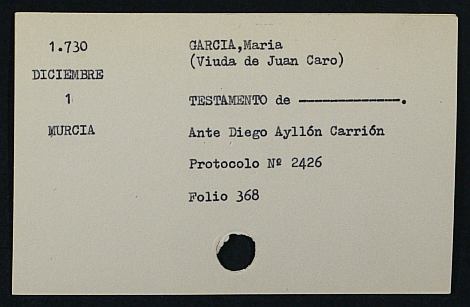 1.730
DICIEMBRE
1
MURCIA
GARCIA,Maria
(Viuda de Juan Caro)
TESTAMENTO de --------------.
Ante Diego Ayllón Carrión
Protocolo Nº 2426
Folio 368